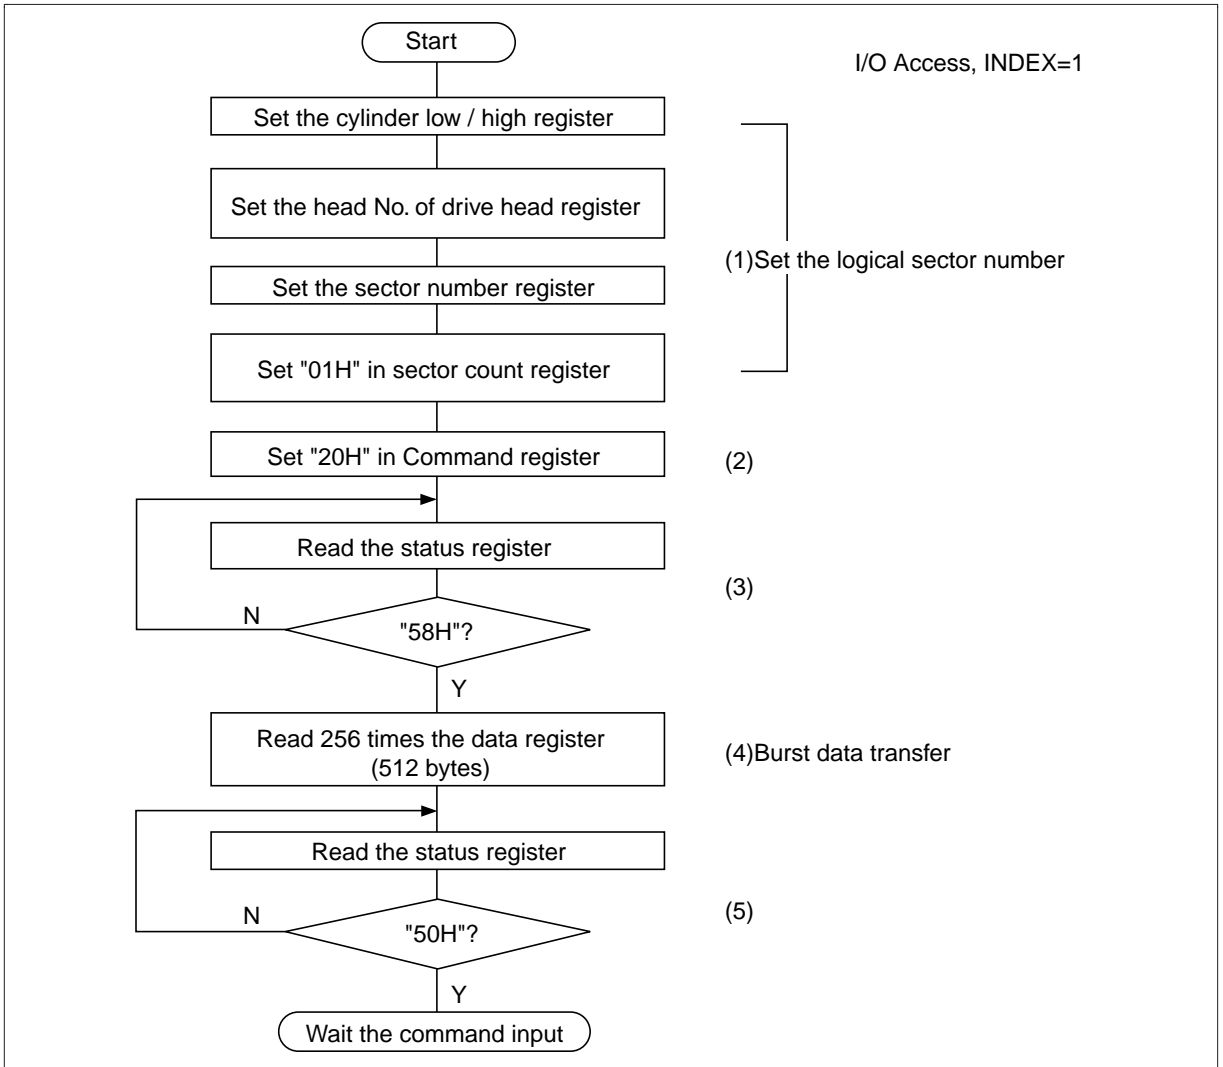 Start
I/O Access, INDEX=1
Set the cylinder low / high register
Set the head No. of drive head register
(1)Set the logical sector number
Set the sector number register
Set "01H" in sector count register
Set "20H" in Command register
(2)
Read the status register
(3)
N
"58H"?
Y
Read 256 times the data register
(512 bytes)
(4)Burst data transfer
Read the status register
N
(5)
"50H"?
Y
Wait the command input